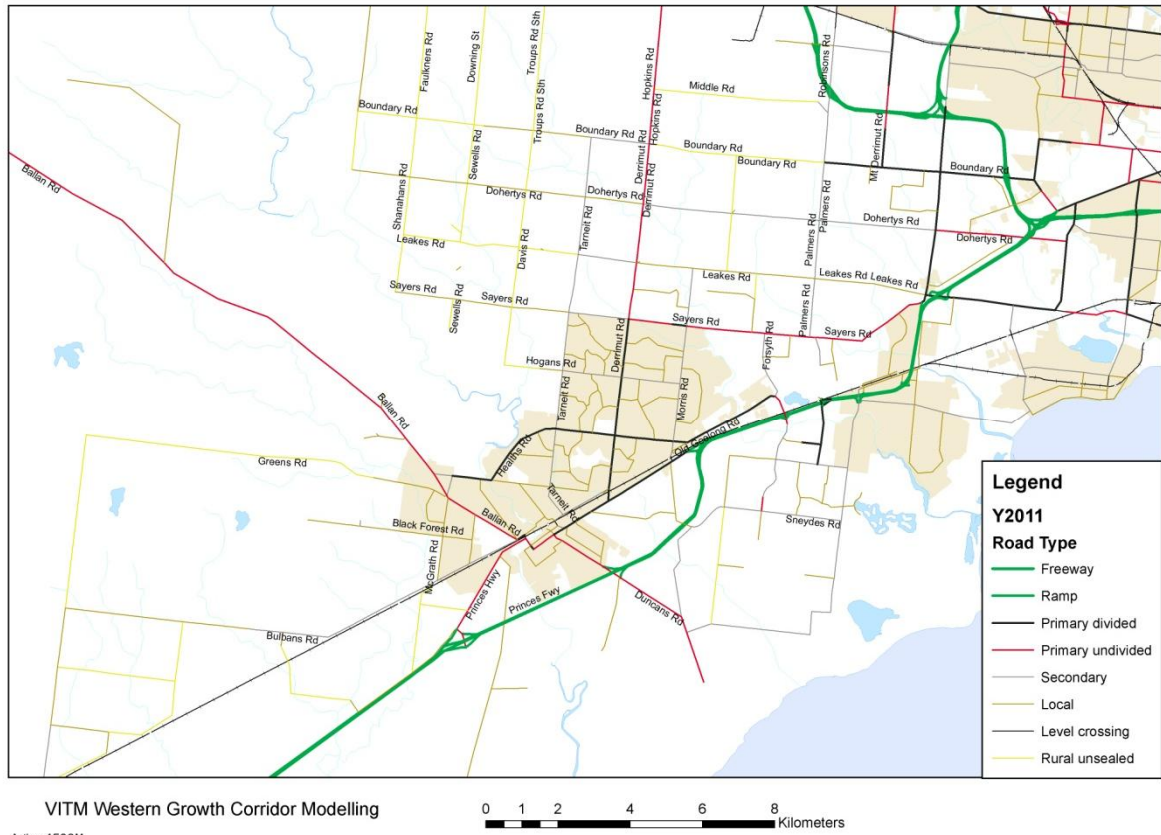 Faulkners Rd
Downing St
Troups Rd Sth
Hopkins Rd
Robinsons Rd
Middle Rd
Boundary Rd
Sewells Rd
Troups Rd Sth
Boundary Rd
Derrimut Rd
Hopkins Rd
Boundary Rd
Mt Derrimut Rd
Boundary Rd
Ballan Rd
Shanahans Rd
Dohertys Rd
Dohertys Rd
Derrimut Rd
Palmers Rd
Palmers Rd
Dohertys Rd
Dohertys Rd
Tarneit Rd
Leakes Rd
Davis Rd
Leakes Rd
Leakes Rd
Leakes Rd
Sayers Rd
Sewells Rd
Sayers Rd
Sayers Rd
Palmers Rd
Sayers Rd
Forsyth Rd
Derrimut Rd
Hogans Rd
Tarneit Rd
Morris Rd
Ballan Rd
Old Geelong Rd
Heaths Rd
Greens Rd
Tarneit Rd
Black Forest Rd
Ballan Rd
Sneydes Rd
McGrath Rd
Princes Hwy
Princes Fwy
Duncans Rd
Bulbans Rd
Legend
Y2011
Road Type
Freeway
Ramp
Primary divided
Primary undivided
Secondary
Local
Level crossing
Rural unsealed
VITM Western Growth Corridor Modelling
0 1 2 4 6 8
Kilometers